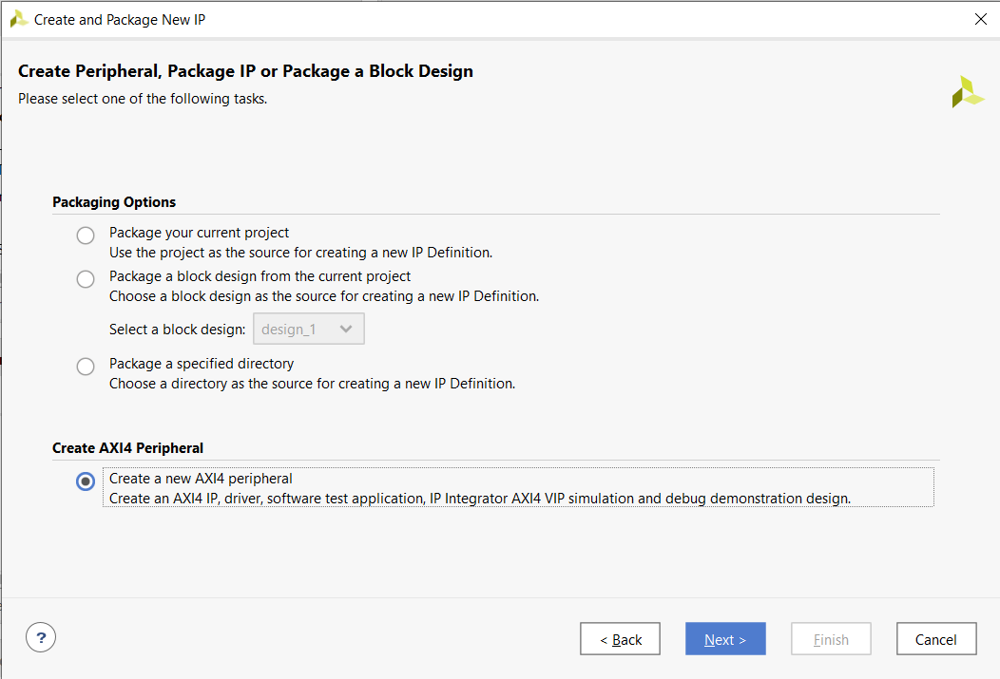 Create and Package New IP
Create Peripheral, Package IP or Package a Block Design
Please select one of the following tasks.
Packaging Options
Package your current project
Use the project as the source for creating a new IP Definition.
Package a block design from the current project
Choose a block design as the source for creating a new IP Definition.
Select a block design: design_1
Package a specified directory
Choose a directory as the source for creating a new IP Definition.
Create AXI4 Peripheral
Create a new AXI4 peripheral
Create an AXI4 IP, driver, software test application, IP Integrator AXI4 VIP simulation and debug demonstration design.
? < Back Next > Finish Cancel